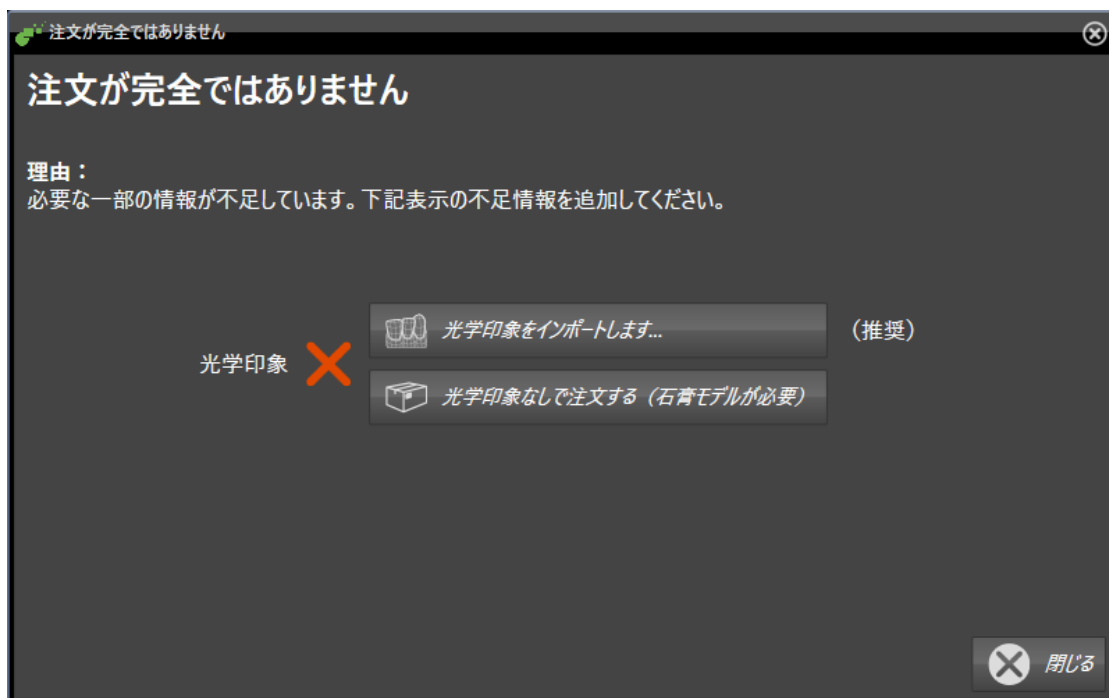 注文が完全ではありません
注文が完全ではありません
理由：
必要な一部の情報が不足しています。下記表示の不足情報を追加してください。
光学印象をインポートします...
（推奨）
光学印象
光学印象なしで注文する（石膏モデルが必要）
閉じる